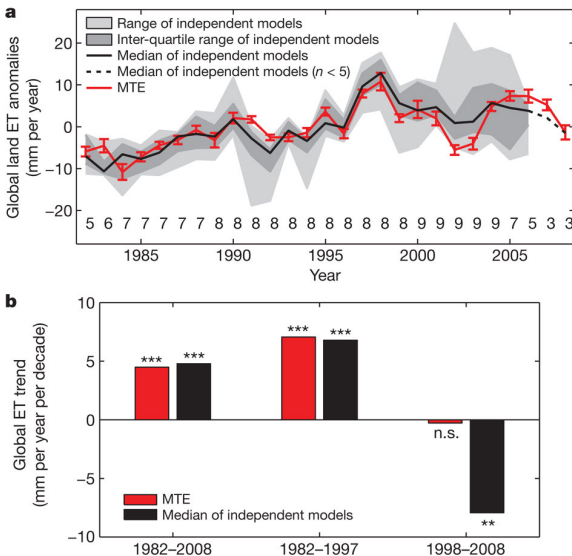 a
Range of independent models
Inter-quartile range of independent models
Median of independent models
Median of independent models (n < 5)
MTE
Global land ET anomalies
(mm per year)
20
10
0
−10
−20
5 6 7 7 7 7 7 8 8 8 8 8 8 8 8 8 8 8 9 9 9 9 9 7 5 3 3
1985 1990 1995 2000 2005
Year
b
Global ET trend
(mm per year per decade)
10
5
0
−5
−10
*** ***
*** ***
n.s.
**
MTE
Median of independent models
1982–2008 1982–1997 1998–2008